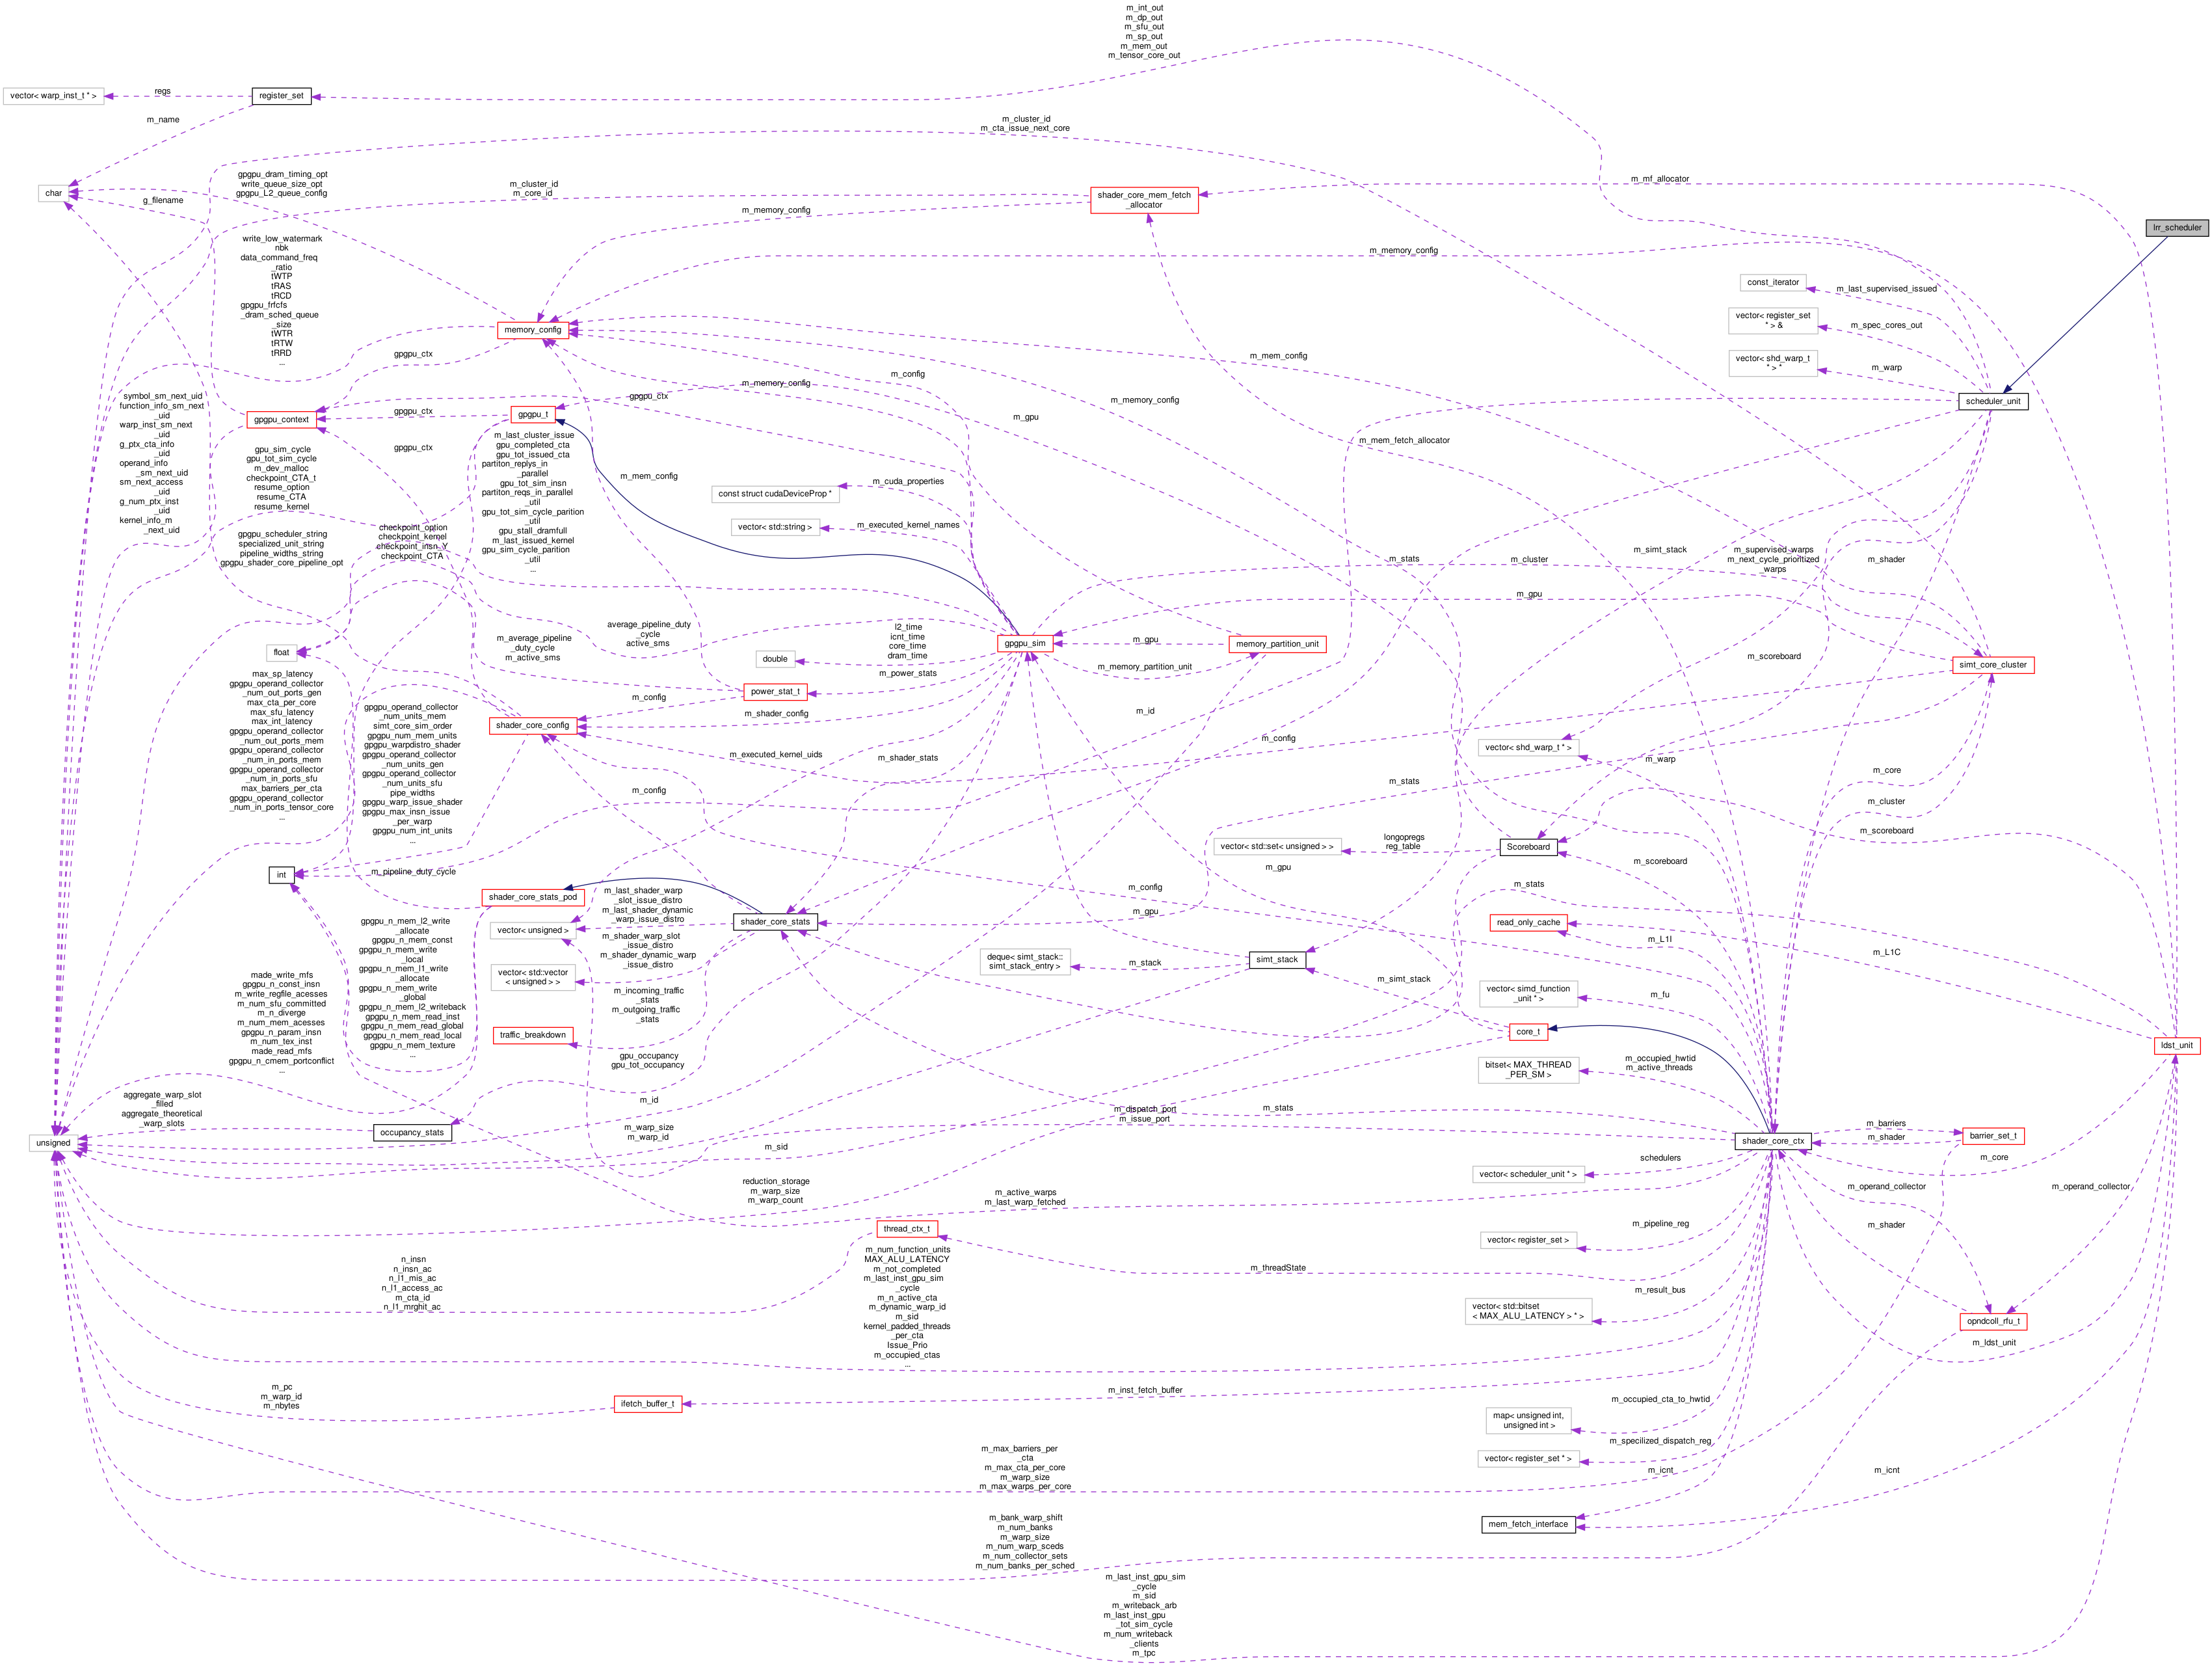 m_int_out
m_dp_out
m_sfu_out
m_sp_out
m_mem_out
m_tensor_core_out
vector< warp_inst_t * >
regs
register_set
m_name
m_cluster_id
m_cta_issue_next_core
char
gpgpu_dram_timing_opt
write_queue_size_opt
gpgpu_L2_queue_config
g_filename
m_cluster_id
m_core_id
shader_core_mem_fetch
_allocator
m_mf_allocator
m_memory_config
lrr_scheduler
write_low_watermark
nbk
data_command_freq
_ratio
tWTP
tRAS
tRCD
gpgpu_frfcfs
_dram_sched_queue
_size
tWTR
tRTW
tRRD
...
m_memory_config
const_iterator
m_last_supervised_issued
vector< register_set
* > &
m_spec_cores_out
vector< shd_warp_t
* > *
m_warp
scheduler_unit
memory_config
gpgpu_ctx
m_config
m_mem_config
m_memory_config
gpgpu_ctx
m_memory_config
m_gpu
symbol_sm_next_uid
function_info_sm_next
_uid
warp_inst_sm_next
_uid
g_ptx_cta_info
_uid
operand_info
_sm_next_uid
sm_next_access
_uid
g_num_ptx_inst
_uid
kernel_info_m
_next_uid
gpgpu_context
gpgpu_ctx
gpgpu_t
gpgpu_ctx
m_mem_fetch_allocator
gpu_sim_cycle
gpu_tot_sim_cycle
m_dev_malloc
checkpoint_CTA_t
resume_option
resume_CTA
resume_kernel
m_last_cluster_issue
gpu_completed_cta
gpu_tot_issued_cta
partiton_replys_in
_parallel
gpu_tot_sim_insn
partiton_reqs_in_parallel
_util
gpu_tot_sim_cycle_parition
_util
gpu_stall_dramfull
m_last_issued_kernel
gpu_sim_cycle_parition
_util
...
m_mem_config
const struct cudaDeviceProp *
m_cuda_properties
vector< std::string >
m_executed_kernel_names
gpgpu_scheduler_string
specialized_unit_string
pipeline_widths_string
gpgpu_shader_core_pipeline_opt
checkpoint_option
checkpoint_kernel
checkpoint_insn_Y
checkpoint_CTA
m_stats
m_cluster
m_simt_stack
m_supervised_warps
m_next_cycle_prioritized
_warps
m_shader
m_gpu
float
m_average_pipeline
_duty_cycle
m_active_sms
average_pipeline_duty
_cycle
active_sms
double
l2_time
icnt_time
core_time
dram_time
gpgpu_sim
m_gpu
memory_partition_unit
m_memory_partition_unit
m_power_stats
m_scoreboard
simt_core_cluster
power_stat_t
m_config
shader_core_config
m_shader_config
m_id
m_config
max_sp_latency
gpgpu_operand_collector
_num_out_ports_gen
max_cta_per_core
max_sfu_latency
max_int_latency
gpgpu_operand_collector
_num_out_ports_mem
gpgpu_operand_collector
_num_in_ports_mem
gpgpu_operand_collector
_num_in_ports_sfu
max_barriers_per_cta
gpgpu_operand_collector
_num_in_ports_tensor_core
...
gpgpu_operand_collector
_num_units_mem
simt_core_sim_order
gpgpu_num_mem_units
gpgpu_warpdistro_shader
gpgpu_operand_collector
_num_units_gen
gpgpu_operand_collector
_num_units_sfu
pipe_widths
gpgpu_warp_issue_shader
gpgpu_max_insn_issue
_per_warp
gpgpu_num_int_units
...
m_executed_kernel_uids
m_shader_stats
m_config
vector< shd_warp_t * >
m_warp
m_stats
m_core
m_cluster
m_scoreboard
int
m_pipeline_duty_cycle
vector< std::set< unsigned > >
longopregs
reg_table
Scoreboard
m_scoreboard
m_gpu
m_config
m_gpu
m_stats
shader_core_stats_pod
m_last_shader_warp
_slot_issue_distro
m_last_shader_dynamic
_warp_issue_distro
vector< unsigned >
shader_core_stats
read_only_cache
m_L1I
m_L1C
gpgpu_n_mem_l2_write
_allocate
gpgpu_n_mem_const
gpgpu_n_mem_write
_local
gpgpu_n_mem_l1_write
_allocate
gpgpu_n_mem_write
_global
gpgpu_n_mem_l2_writeback
gpgpu_n_mem_read_inst
gpgpu_n_mem_read_global
gpgpu_n_mem_read_local
gpgpu_n_mem_texture
...
m_shader_warp_slot
_issue_distro
m_shader_dynamic_warp
_issue_distro
vector< std::vector
< unsigned > >
deque< simt_stack::
simt_stack_entry >
m_stack
simt_stack
m_simt_stack
vector< simd_function
_unit * >
m_fu
made_write_mfs
gpgpu_n_const_insn
m_write_regfile_acesses
m_num_sfu_committed
m_n_diverge
m_num_mem_acesses
gpgpu_n_param_insn
m_num_tex_inst
made_read_mfs
gpgpu_n_cmem_portconflict
...
m_incoming_traffic
_stats
m_outgoing_traffic
_stats
traffic_breakdown
core_t
ldst_unit
gpu_occupancy
gpu_tot_occupancy
bitset< MAX_THREAD
_PER_SM >
m_occupied_hwtid
m_active_threads
aggregate_warp_slot
_filled
aggregate_theoretical
_warp_slots
m_id
m_dispatch_port
m_issue_port
m_stats
unsigned
occupancy_stats
m_warp_size
m_warp_id
m_sid
shader_core_ctx
m_barriers
m_shader
barrier_set_t
m_core
vector< scheduler_unit * >
schedulers
reduction_storage
m_warp_size
m_warp_count
m_active_warps
m_last_warp_fetched
m_operand_collector
m_operand_collector
thread_ctx_t
vector< register_set >
m_pipeline_reg
m_shader
n_insn
n_insn_ac
n_l1_mis_ac
n_l1_access_ac
m_cta_id
n_l1_mrghit_ac
m_num_function_units
MAX_ALU_LATENCY
m_not_completed
m_last_inst_gpu_sim
_cycle
m_n_active_cta
m_dynamic_warp_id
m_sid
kernel_padded_threads
_per_cta
Issue_Prio
m_occupied_ctas
...
m_threadState
vector< std::bitset
< MAX_ALU_LATENCY > * >
m_result_bus
opndcoll_rfu_t
m_ldst_unit
m_pc
m_warp_id
m_nbytes
ifetch_buffer_t
m_inst_fetch_buffer
map< unsigned int,
unsigned int >
m_occupied_cta_to_hwtid
vector< register_set * >
m_specilized_dispatch_reg
m_max_barriers_per
_cta
m_max_cta_per_core
m_warp_size
m_max_warps_per_core
m_icnt
m_icnt
mem_fetch_interface
m_bank_warp_shift
m_num_banks
m_warp_size
m_num_warp_sceds
m_num_collector_sets
m_num_banks_per_sched
m_last_inst_gpu_sim
_cycle
m_sid
m_writeback_arb
m_last_inst_gpu
_tot_sim_cycle
m_num_writeback
_clients
m_tpc